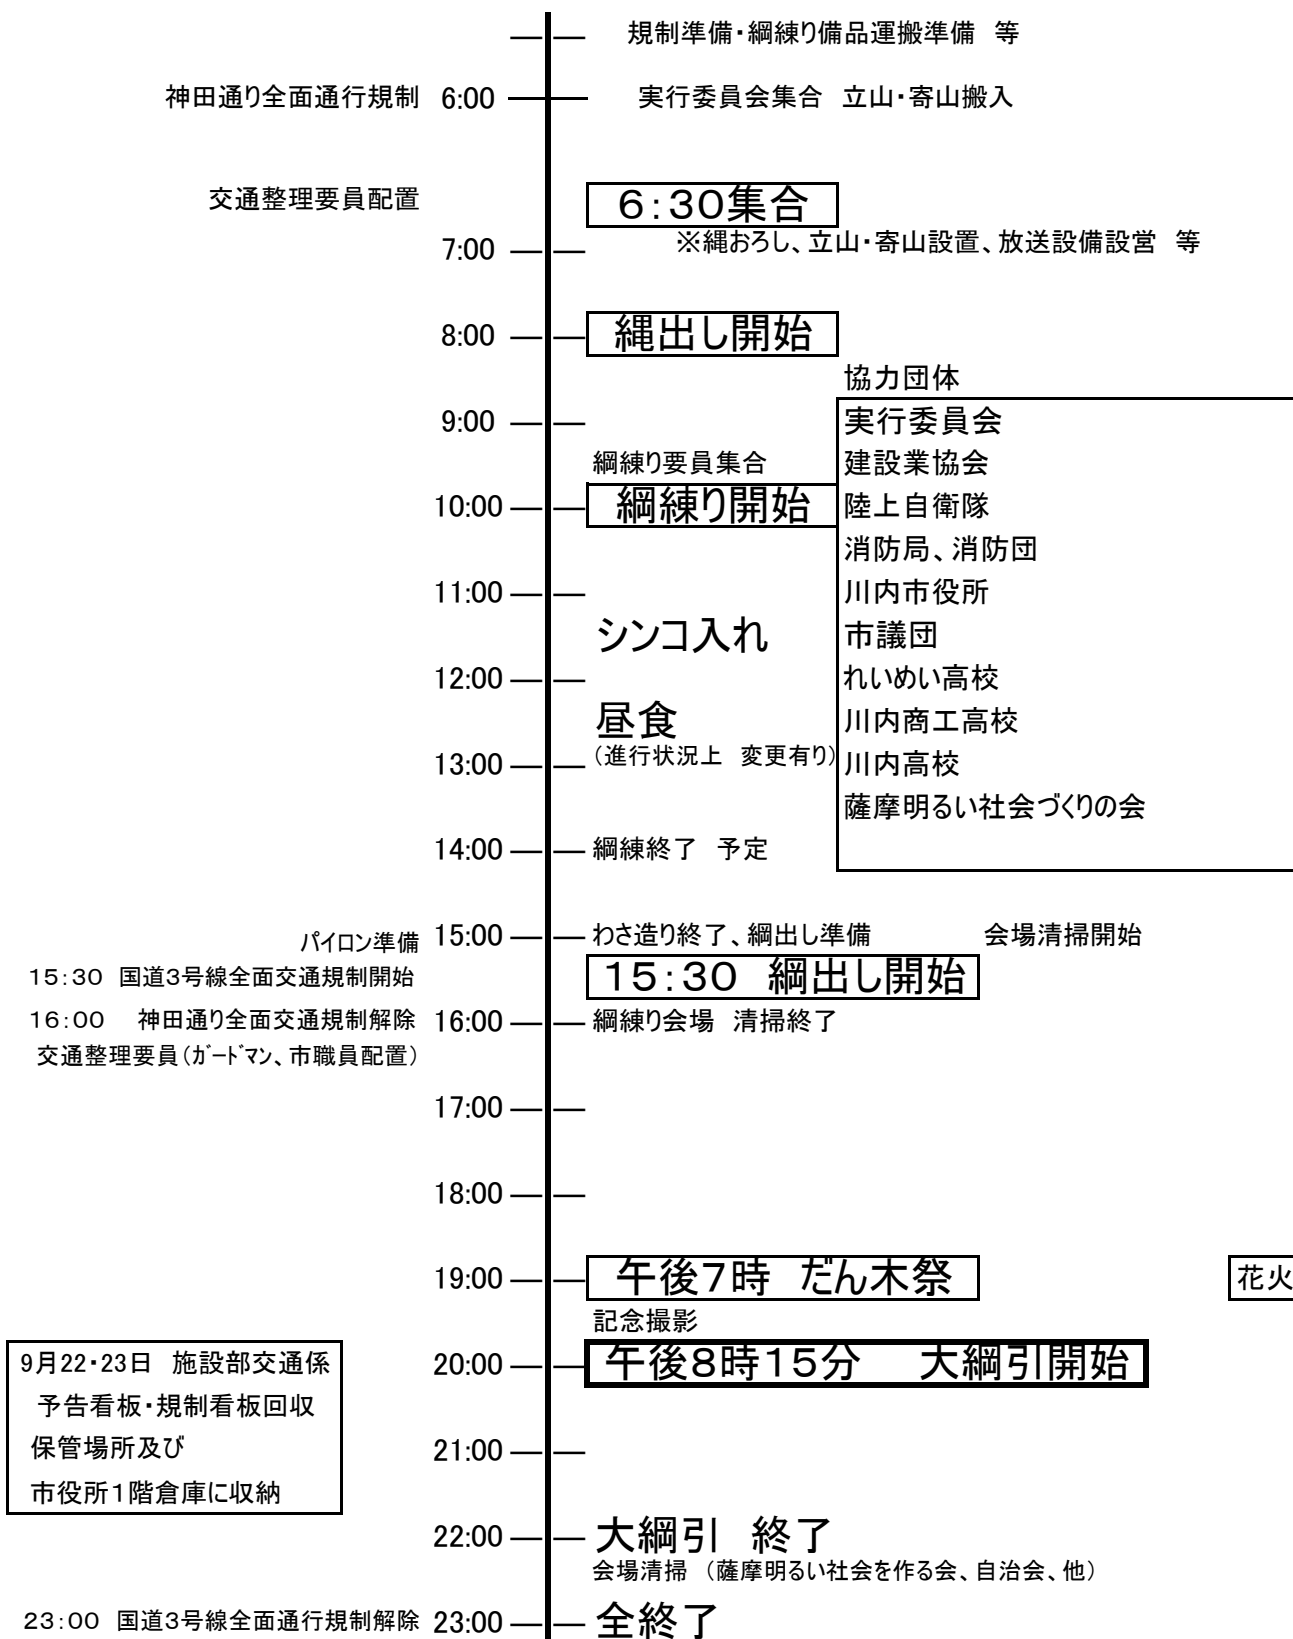 規制準備・綱練り備品運搬準備　等
神田通り全面通行規制 6:00 実行委員会集合　立山・寄山搬入
交通整理要員配置 ６：３０集合
7:00 ※縄おろし、立山・寄山設置、放送設備設営　等
8:00 縄出し開始
協力団体
9:00 実行委員会
綱練り要員集合 建設業協会
10:00 綱練り開始 陸上自衛隊
消防局、消防団
11:00 川内市役所
シンコ入れ 市議団
12:00 れいめい高校
昼食 川内商工高校
13:00 （進行状況上　変更有り） 川内高校
薩摩明るい社会づくりの会
14:00 綱練終了　予定
パイロン準備 15:00 わさ造り終了、綱出し準備 会場清掃開始
１５：３０　国道３号線全面交通規制開始 １５：３０　綱出し開始
１６：００　神田通り全面交通規制解除 16:00 綱練り会場　清掃終了
交通整理要員（ｶﾞｰﾄﾞﾏﾝ、市職員配置）
17:00
18:00
19:00 午後７時　だん木祭 花火
記念撮影
20:00 午後８時１５分　大綱引開始
9月22・23日　施設部交通係
予告看板・規制看板回収
保管場所及び
市役所１階倉庫に収納
21:00
22:00 大綱引　終了
会場清掃　（薩摩明るい社会を作る会、自治会、他）
２３：００　国道３号線全面通行規制解除 23:00 全終了